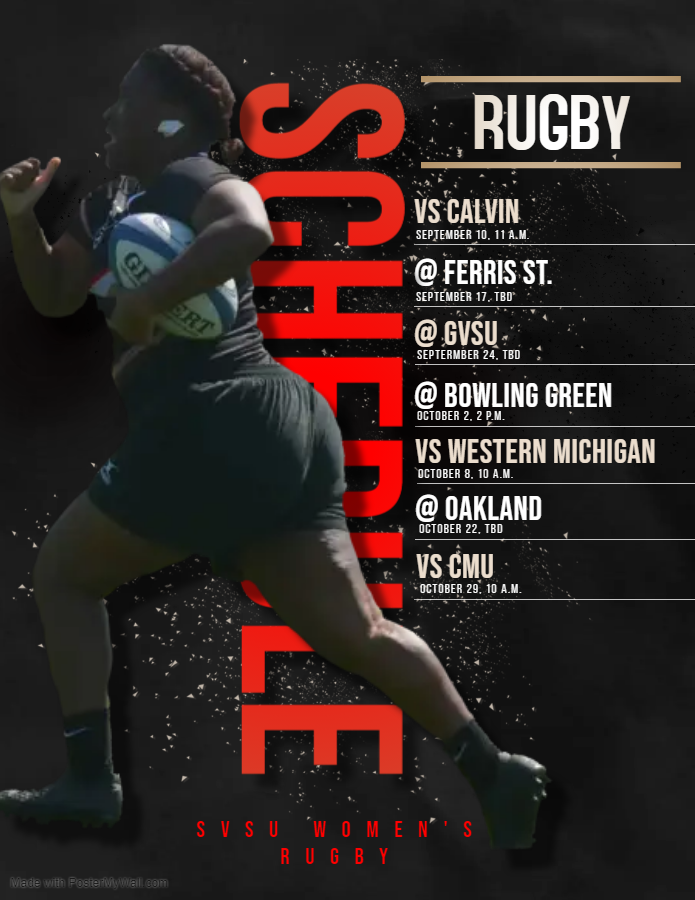 SCHEDULE
RUGBY
VS CALVIN
SEPTEMBER 10, 11 A.M.
@ FERRIS ST.
SEPTEMBER 17, TBD
@ GVSU
SEPTERMBER 24, TBD
@ BOWLING GREEN
OCTOBER 2, 2 P.M.
VS WESTERN MICHIGAN
OCTOBER 8, 10 A.M.
@ OAKLAND
OCTOBER 22, TBD
VS CMU
OCTOBER 29, 10 A.M.
GILBERT
SVSU WOMEN'S
RUGBY
Made with PosterMyWall.com